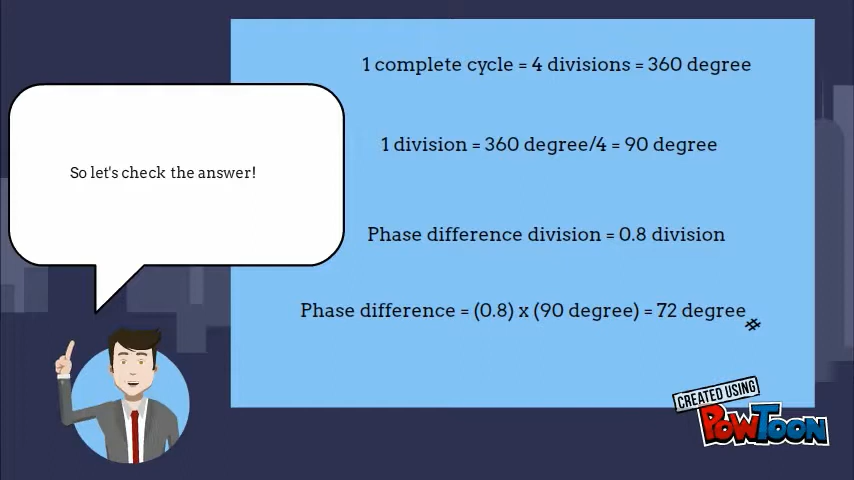 1 complete cycle = 4 divisions = 360 degree
1 division = 360 degree/4 = 90 degree
So let's check the answer!
Phase difference division = 0.8 division
Phase difference = (0.8) x (90 degree) = 72 degree
#
CREATED USING
POWTOON